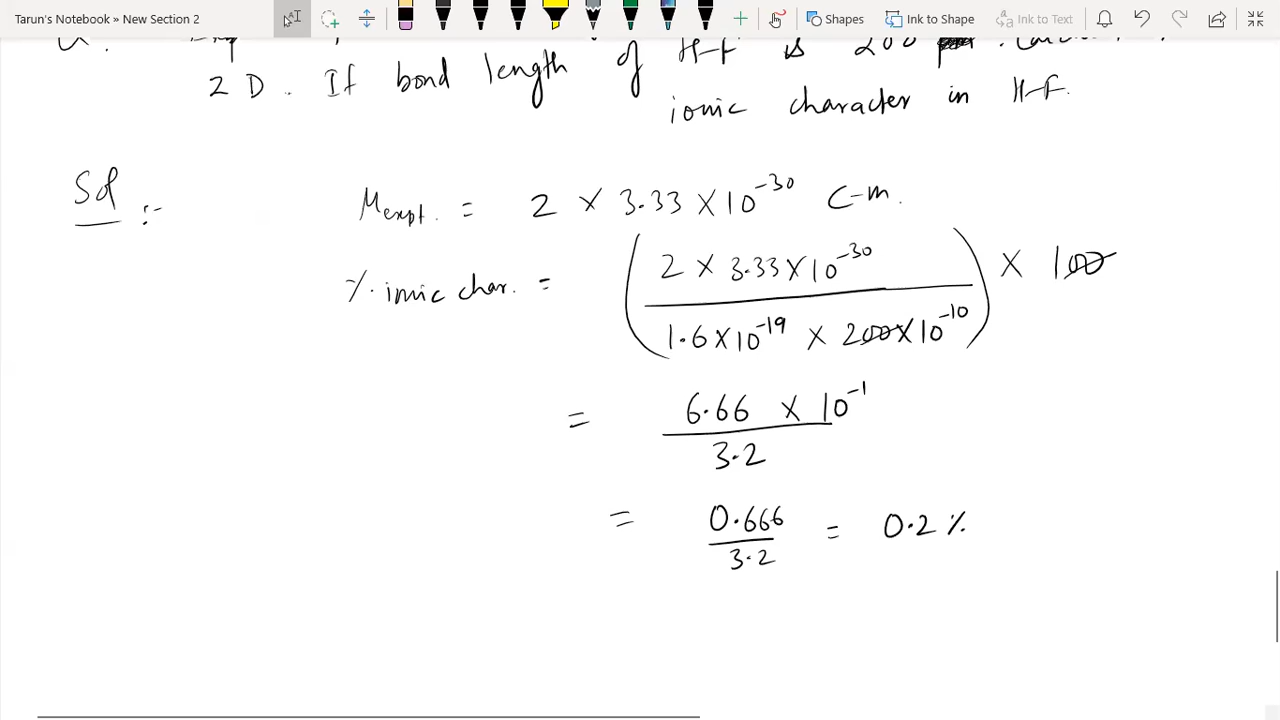 Tarun's Notebook » New Section 2 Shapes Ink to Shape Ink to Text
H-F is 200
2 D. If bond length of
ionic character in H-F.
Sol :-
μexpt. = 2 × 3.33 × 10⁻³⁰ C-m.
%. ionic char. = (2 × 3.33 × 10⁻³⁰ / 1.6 × 10⁻¹⁹ × 200 × 10⁻¹⁰) × 100
= 6.66 × 10⁻¹ / 3.2
= 0.666 / 3.2 = 0.2 %